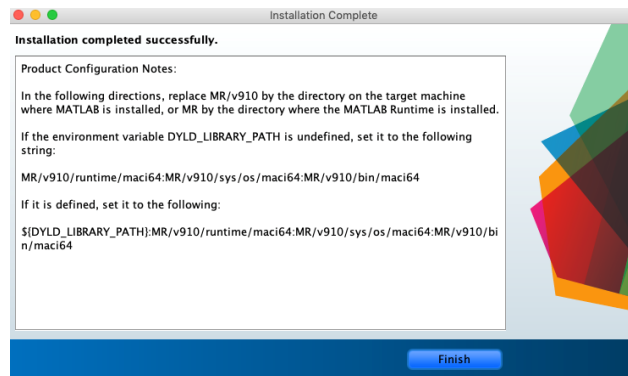 Installation Complete
Installation completed successfully.
Product Configuration Notes:
In the following directions, replace MR/v910 by the directory on the target machine
where MATLAB is installed, or MR by the directory where the MATLAB Runtime is installed.
If the environment variable DYLD_LIBRARY_PATH is undefined, set it to the following
string:
MR/v910/runtime/maci64:MR/v910/sys/os/maci64:MR/v910/bin/maci64
If it is defined, set it to the following:
${DYLD_LIBRARY_PATH}:MR/v910/runtime/maci64:MR/v910/sys/os/maci64:MR/v910/bi
n/maci64
Finish